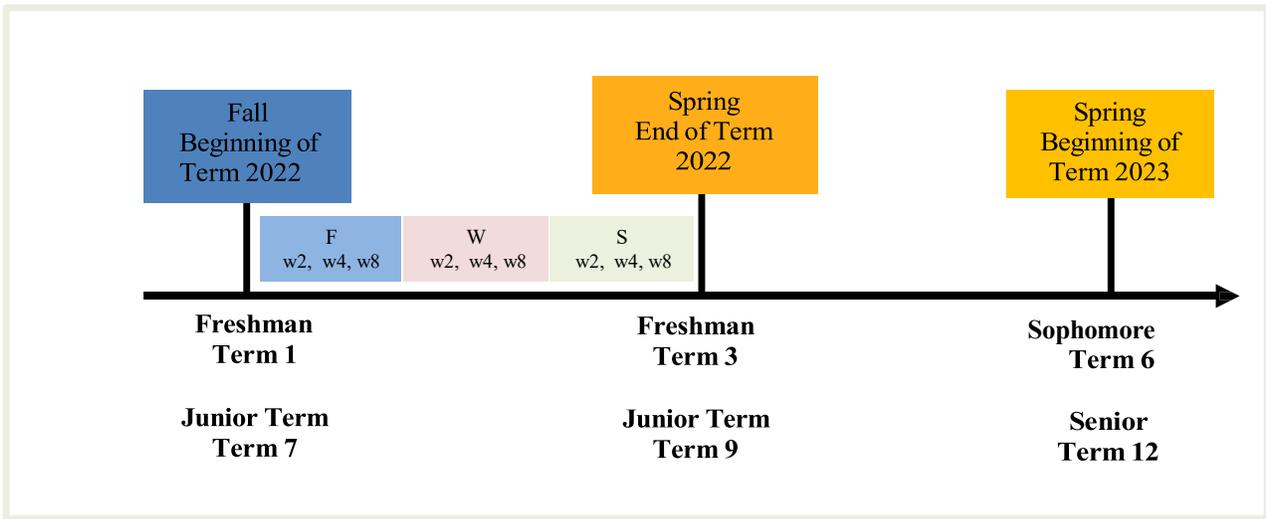 Fall
Beginning of
Term 2022
Spring
End of Term
2022
Spring
Beginning of
Term 2023
F
w2, w4, w8
W
w2, w4, w8
S
w2, w4, w8
Freshman
Term 1
Freshman
Term 3
Sophomore
Term 6
Junior Term
Term 7
Junior Term
Term 9
Senior
Term 12